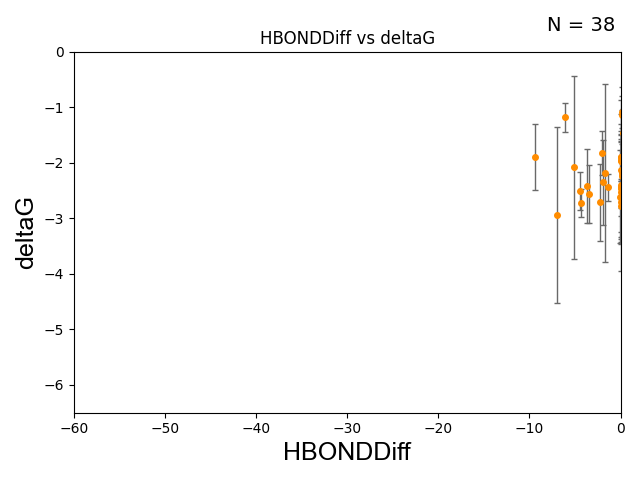 N = 38
HBONDDiff vs deltaG
0
−1
−2
−3
−4
−5
−6
deltaG
−60 −50 −40 −30 −20 −10 0
HBONDDiff